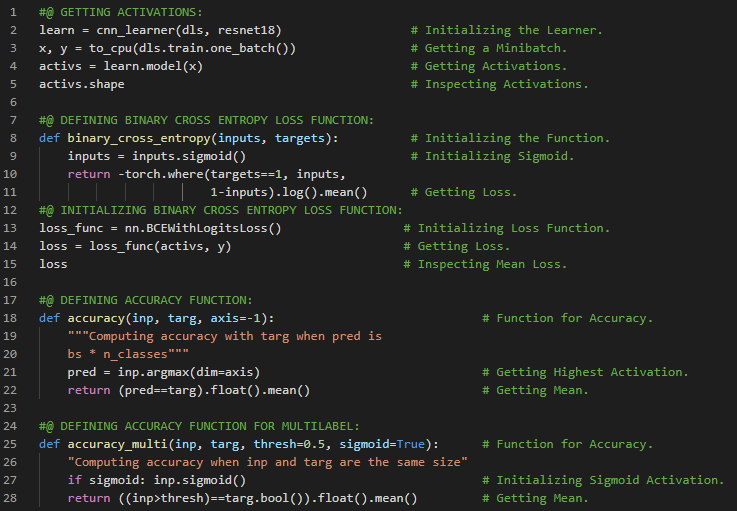 1 #@ GETTING ACTIVATIONS:
2 learn = cnn_learner(dls, resnet18) # Initializing the Learner.
3 x, y = to_cpu(dls.train.one_batch()) # Getting a Minibatch.
4 activs = learn.model(x) # Getting Activations.
5 activs.shape # Inspecting Activations.
6
7 #@ DEFINING BINARY CROSS ENTROPY LOSS FUNCTION:
8 def binary_cross_entropy(inputs, targets): # Initializing the Function.
9 inputs = inputs.sigmoid() # Initializing Sigmoid.
10 return -torch.where(targets==1, inputs,
11 1-inputs).log().mean() # Getting Loss.
12 #@ INITIALIZING BINARY CROSS ENTROPY LOSS FUNCTION:
13 loss_func = nn.BCEWithLogitsLoss() # Initializing Loss Function.
14 loss = loss_func(activs, y) # Getting Loss.
15 loss # Inspecting Mean Loss.
16
17 #@ DEFINING ACCURACY FUNCTION:
18 def accuracy(inp, targ, axis=-1): # Function for Accuracy.
19 """Computing accuracy with targ when pred is
20 bs * n_classes"""
21 pred = inp.argmax(dim=axis) # Getting Highest Activation.
22 return (pred==targ).float().mean() # Getting Mean.
23
24 #@ DEFINING ACCURACY FUNCTION FOR MULTILABEL:
25 def accuracy_multi(inp, targ, thresh=0.5, sigmoid=True): # Function for Accuracy.
26 "Computing accuracy when inp and targ are the same size"
27 if sigmoid: inp.sigmoid() # Initializing Sigmoid Activation.
28 return ((inp>thresh)==targ.bool()).float().mean() # Getting Mean.